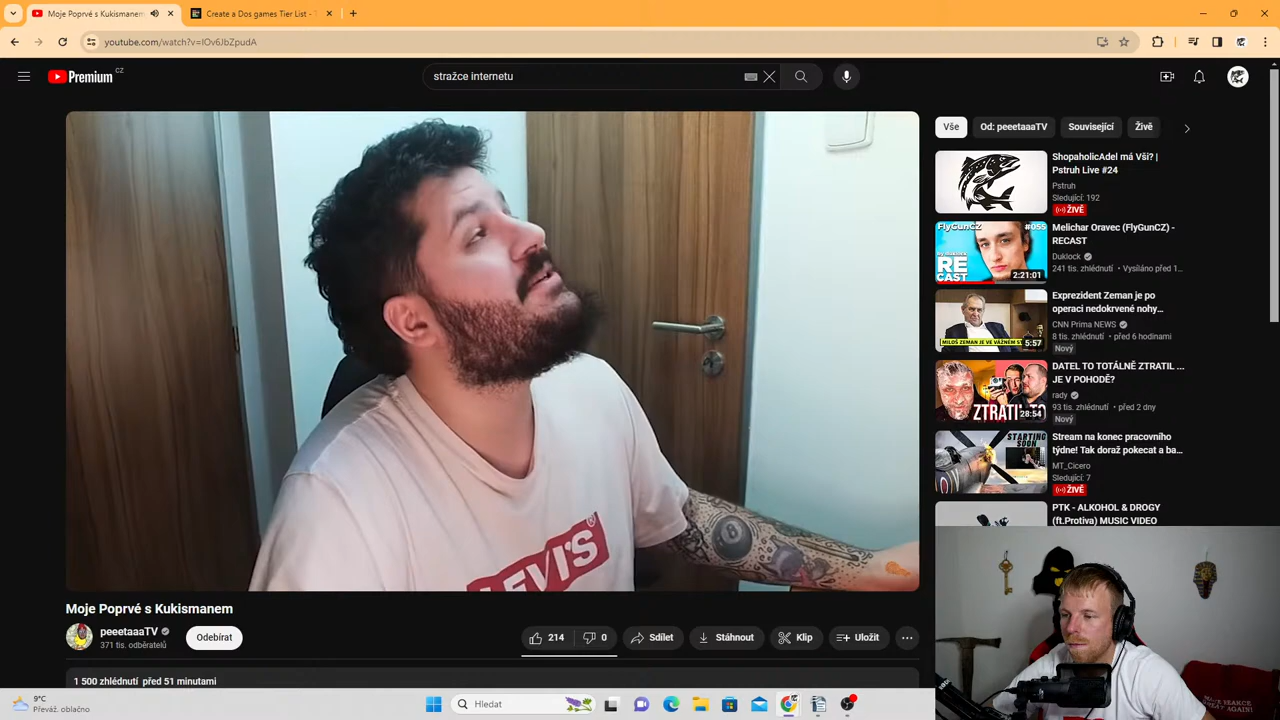 Moje Poprvé s Kukismanem
Create a Dos games Tier List - T
youtube.com/watch?v=IOv6JbZpudA
Premium CZ
stražce internetu
Vše
Od: peeetaaaTV
Související
Živě
ShopaholicAdel má Vši? |
Pstruh Live #24
Pstruh
Sledující: 192
ŽIVĚ
FlyGunCZ
#055
RE
CAST
2:21:01
Melichar Oravec (FlyGunCZ) -
RECAST
Duklock
241 tis. zhlédnutí • Vysíláno před 1...
5:57
Exprezident Zeman je po
operaci nedokrvené nohy...
CNN Prima NEWS
8 tis. zhlédnutí • před 6 hodinami
Nový
ZTRATIL TO
28:54
DATEL TO TOTÁLNĚ ZTRATIL ...
JE V POHODĚ?
rady
93 tis. zhlédnutí • před 2 dny
Nový
STARTING
SOON
Stream na konec pracovního
týdne! Tak doraž pokecat a ba...
MT_Cicero
Sledující: 7
ŽIVĚ
PTK - ALKOHOL & DROGY
(ft.Protiva) MUSIC VIDEO
LEVI'S
8
Moje Poprvé s Kukismanem
peeetaaaTV
371 tis. odběratelů
Odebírat
214
0
Sdílet
Stáhnout
Klip
Uložit
1 500 zhlédnutí před 51 minutami
9°C
Převáž. oblačno
Hledat